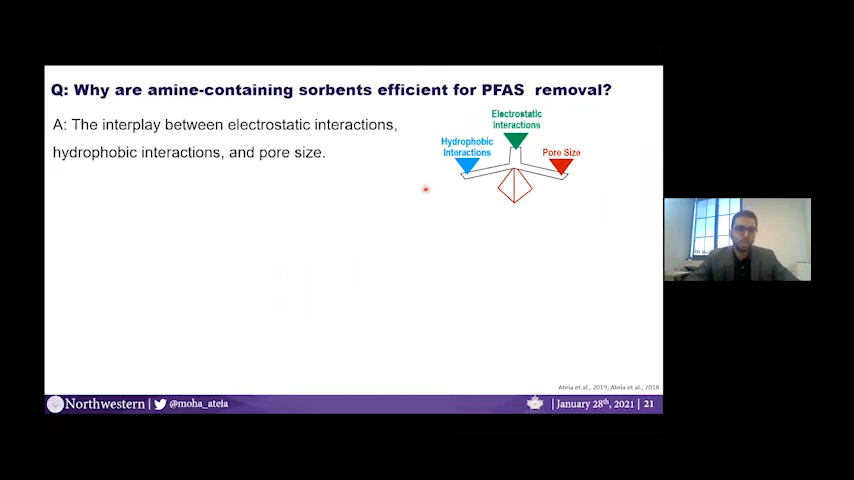 Q: Why are amine-containing sorbents efficient for PFAS removal?
A: The interplay between electrostatic interactions,
hydrophobic interactions, and pore size.
Electrostatic
Interactions
Hydrophobic
Interactions
Pore Size
Ateia et al., 2019; Ateia et al., 2018
Northwestern | @moha_ateia
| January 28th, 2021 | 21